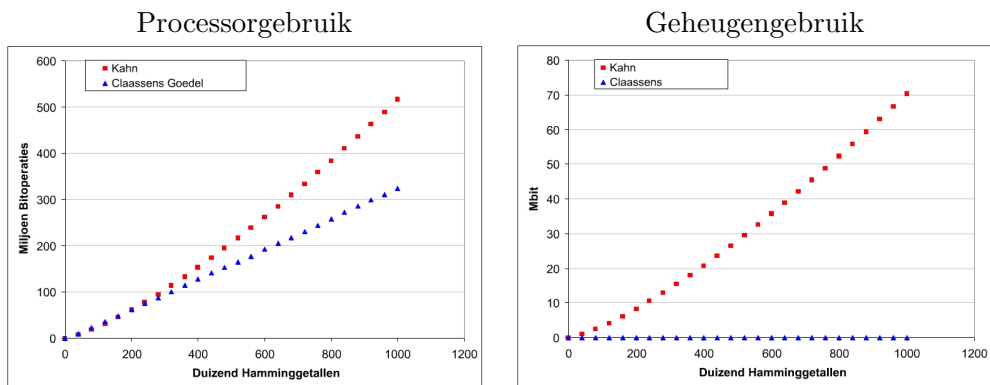 Processorgebruik
600
500
400
300
200
100
0
Miljoen Bitoperaties
Kahn
Claassens Goedel
0 200 400 600 800 1000 1200
Duizend Hamminggetallen
Geheugengebruik
80
70
60
50
40
30
20
10
0
Mbit
Kahn
Claassens
0 200 400 600 800 1000 1200
Duizend Hamminggetallen